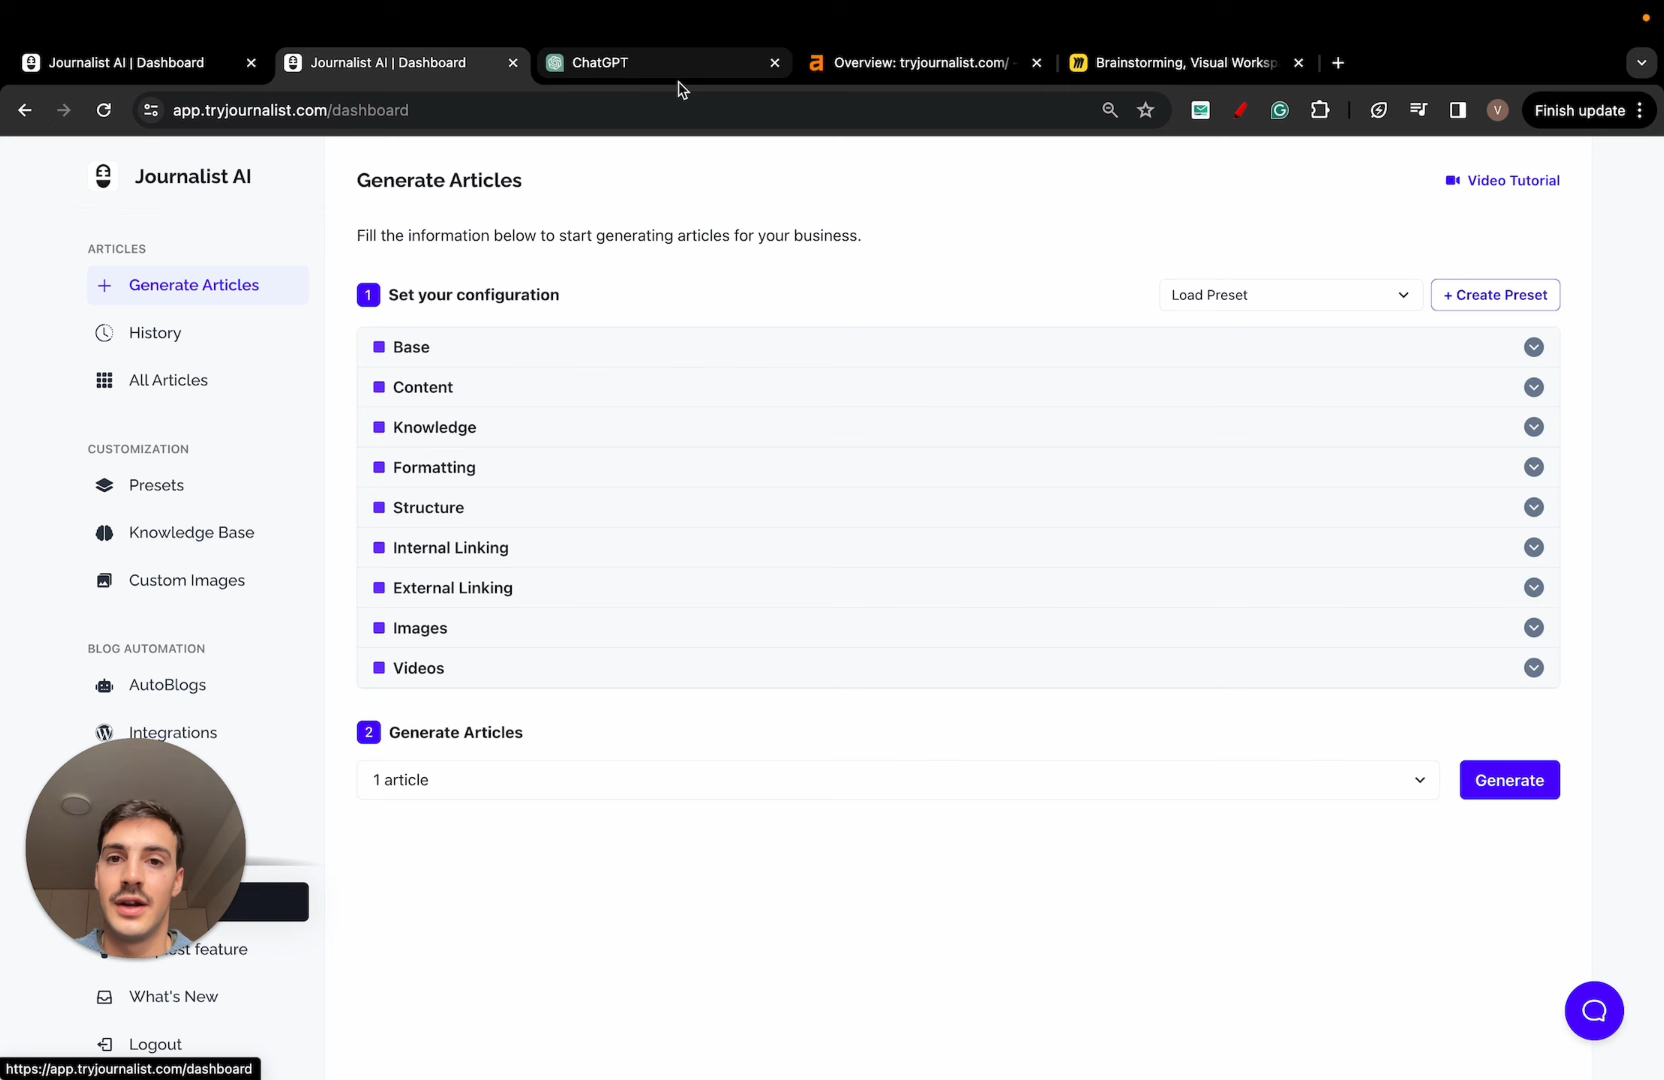 Journalist AI | Dashboard
Journalist AI | Dashboard
ChatGPT
Overview: tryjournalist.com/ -
Brainstorming, Visual Worksp
app.tryjournalist.com/dashboard
V
Finish update
Journalist AI
ARTICLES
Generate Articles
History
All Articles
CUSTOMIZATION
Presets
Knowledge Base
Custom Images
BLOG AUTOMATION
AutoBlogs
Integrations
feature
What's New
Logout
https://app.tryjournalist.com/dashboard
Generate Articles
Video Tutorial
Fill the information below to start generating articles for your business.
1 Set your configuration
Load Preset
+ Create Preset
Base
Content
Knowledge
Formatting
Structure
Internal Linking
External Linking
Images
Videos
2 Generate Articles
1 article
Generate